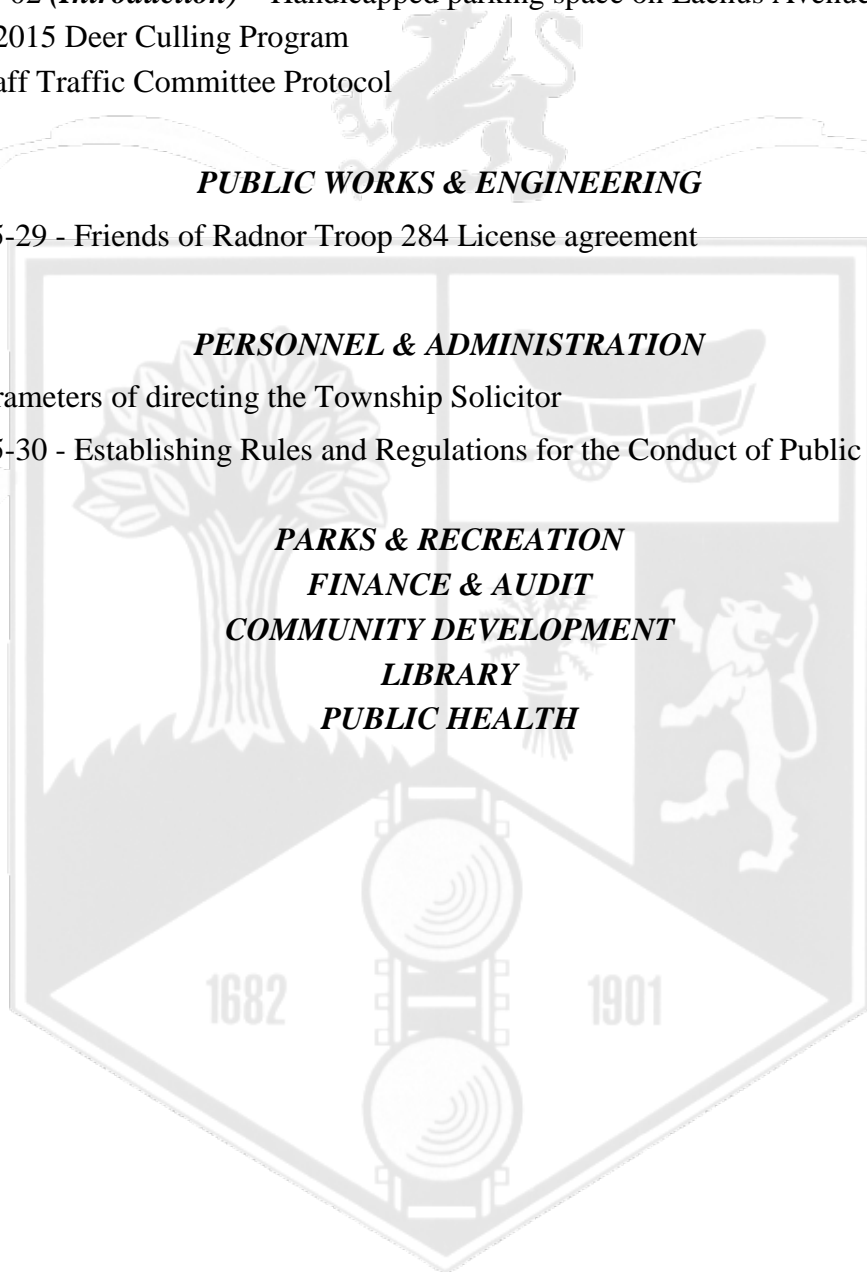 02 (Introduction) - Handicapped parking space on Eachus Avenue
2015 Deer Culling Program
aff Traffic Committee Protocol
PUBLIC WORKS & ENGINEERING
5-29 - Friends of Radnor Troop 284 License agreement
PERSONNEL & ADMINISTRATION
rameters of directing the Township Solicitor
5-30 - Establishing Rules and Regulations for the Conduct of Public
PARKS & RECREATION
FINANCE & AUDIT
COMMUNITY DEVELOPMENT
LIBRARY
PUBLIC HEALTH
1682 1901